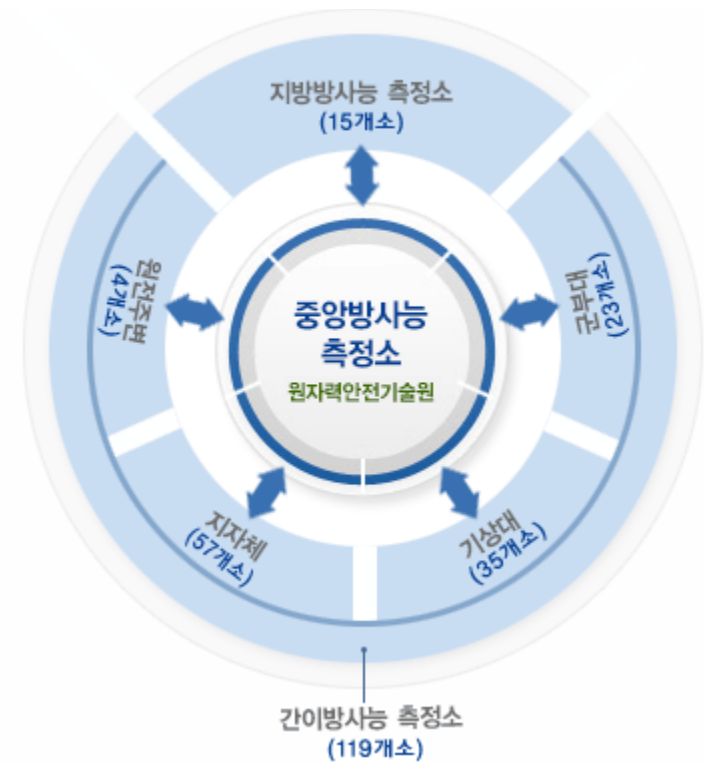 지방방사능 측정소
(15개소)
원전주변
(4개소)
군부대
(23개소)
중앙방사능
측정소
원자력안전기술원
지자체
(57개소)
기상대
(35개소)
간이방사능 측정소
(119개소)